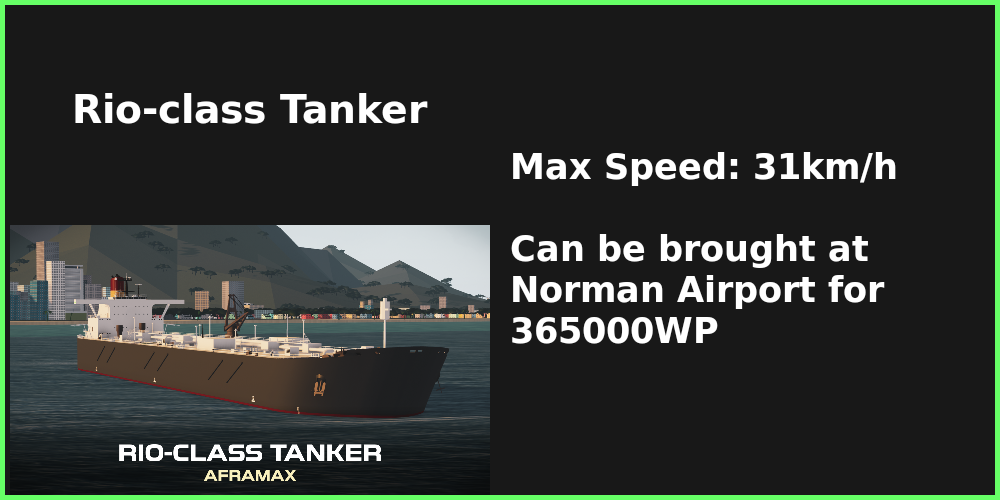 Rio-class Tanker
Max Speed: 31km/h
Can be brought at
Norman Airport for
365000WP
RIO-CLASS TANKER
AFRAMAX